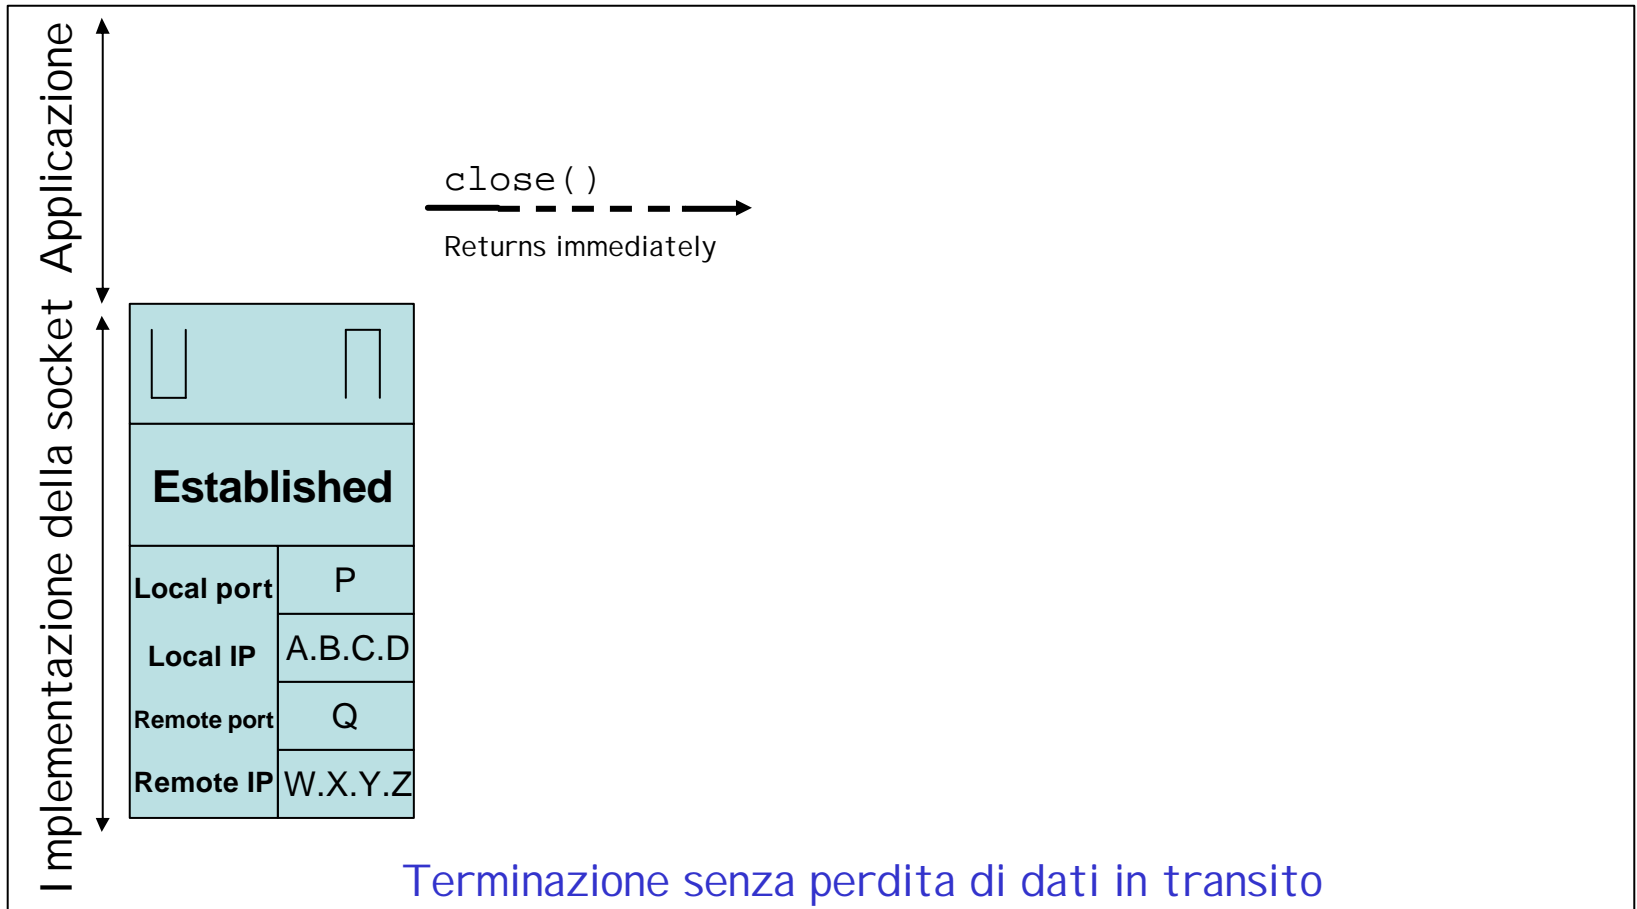 Applicazione
Implementazione della socket
close()
Returns immediately
Established
Local port P
Local IP A.B.C.D
Remote port Q
Remote IP W.X.Y.Z
Terminazione senza perdita di dati in transito